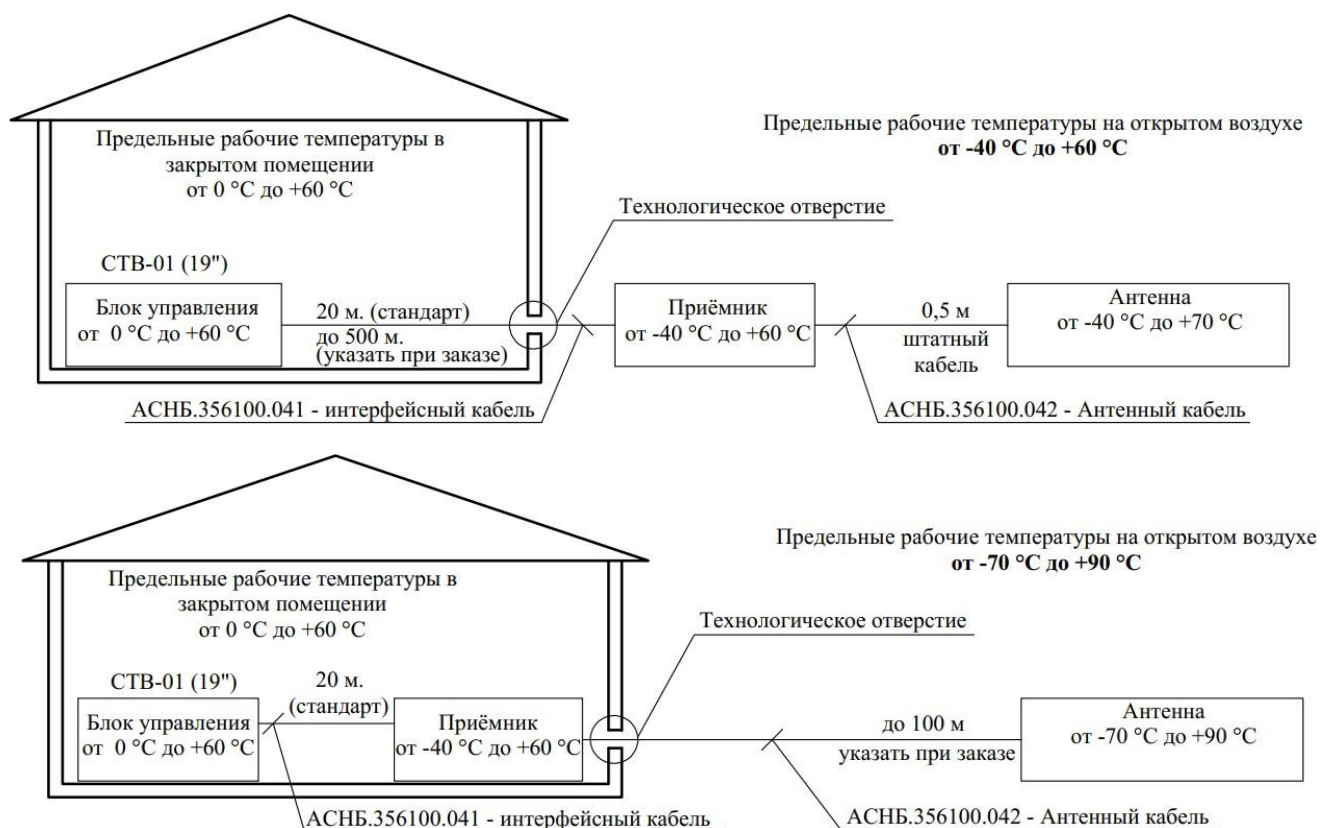 Предельные рабочие температуры в
закрытом помещении
от 0 °C до +60 °C
Предельные рабочие температуры на открытом воздухе
от -40 °C до +60 °C
Технологическое отверстие
СТВ-01 (19")
Блок управления
от 0 °C до +60 °C
20 м. (стандарт)
до 500 м.
(указать при заказе)
Приёмник
от -40 °C до +60 °C
0,5 м
штатный
кабель
Антенна
от -40 °C до +70 °C
АСНБ.356100.041 - интерфейсный кабель
АСНБ.356100.042 - Антенный кабель
Предельные рабочие температуры в
закрытом помещении
от 0 °C до +60 °C
Предельные рабочие температуры на открытом воздухе
от -70 °C до +90 °C
Технологическое отверстие
СТВ-01 (19")
Блок управления
от 0 °C до +60 °C
20 м.
(стандарт)
Приёмник
от -40 °C до +60 °C
до 100 м
указать при заказе
Антенна
от -70 °C до +90 °C
АСНБ.356100.041 - интерфейсный кабель
АСНБ.356100.042 - Антенный кабель